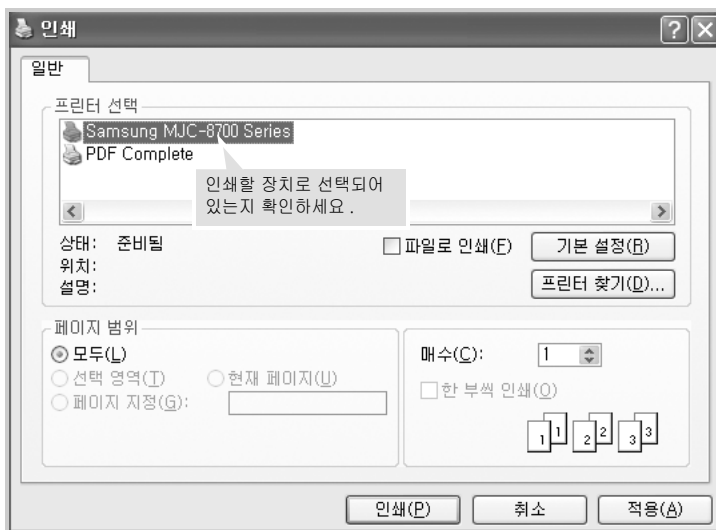 인쇄
일반
프린터 선택
Samsung MJC-8700 Series
PDF Complete
인쇄할 장치로 선택되어
있는지 확인하세요 .
상태: 준비됨
파일로 인쇄(F)
기본 설정(R)
위치:
설명:
프린터 찾기(D)...
페이지 범위
모두(L)
선택 영역(T)
현재 페이지(U)
페이지 지정(G):
매수(C): 1
한 부씩 인쇄(O)
1 1 2 2 3 3
인쇄(P)
취소
적용(A)